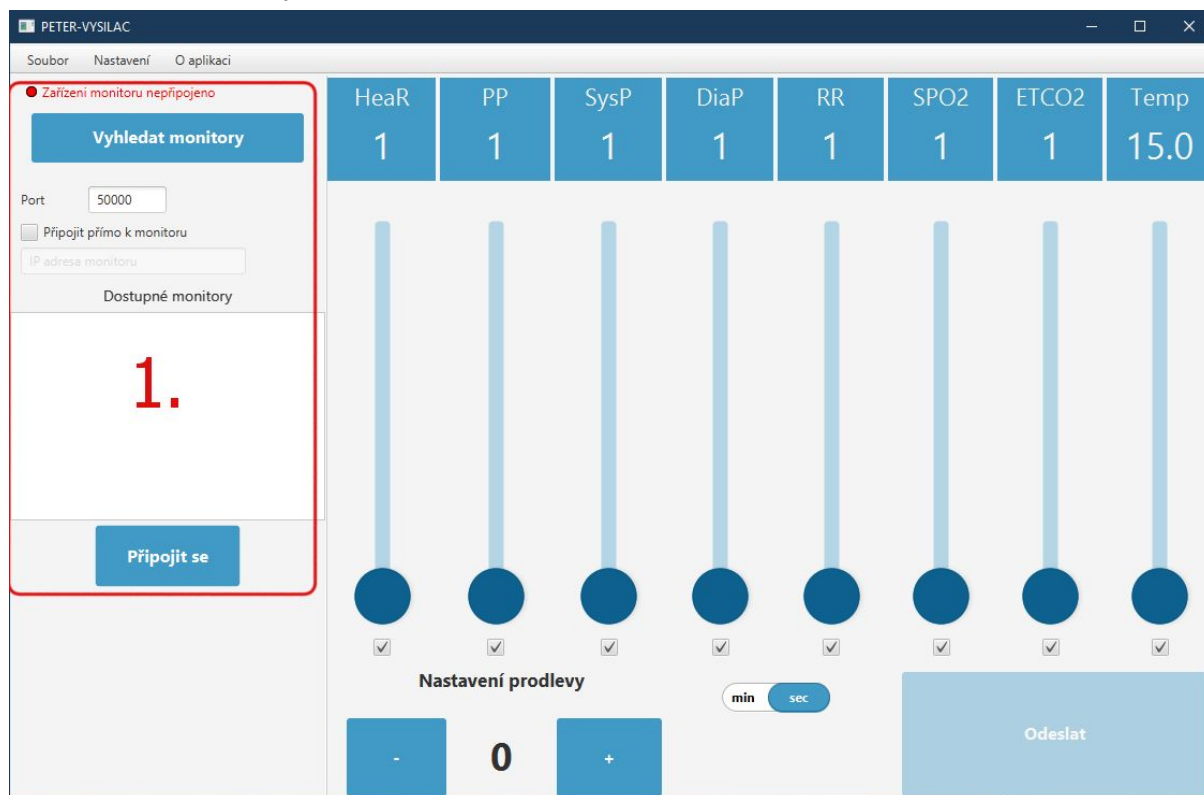 PETER-VYSILAC
Soubor Nastavení O aplikaci
Zařízení monitoru nepřipojeno
Vyhledat monitory
Port 50000
Připojit přímo k monitoru
IP adresa monitoru
Dostupné monitory
1.
Připojit se
HeaR PP SysP DiaP RR SPO2 ETCO2 Temp
1 1 1 1 1 1 1 15.0
Nastavení prodlevy
min sec
- 0 +
Odeslat